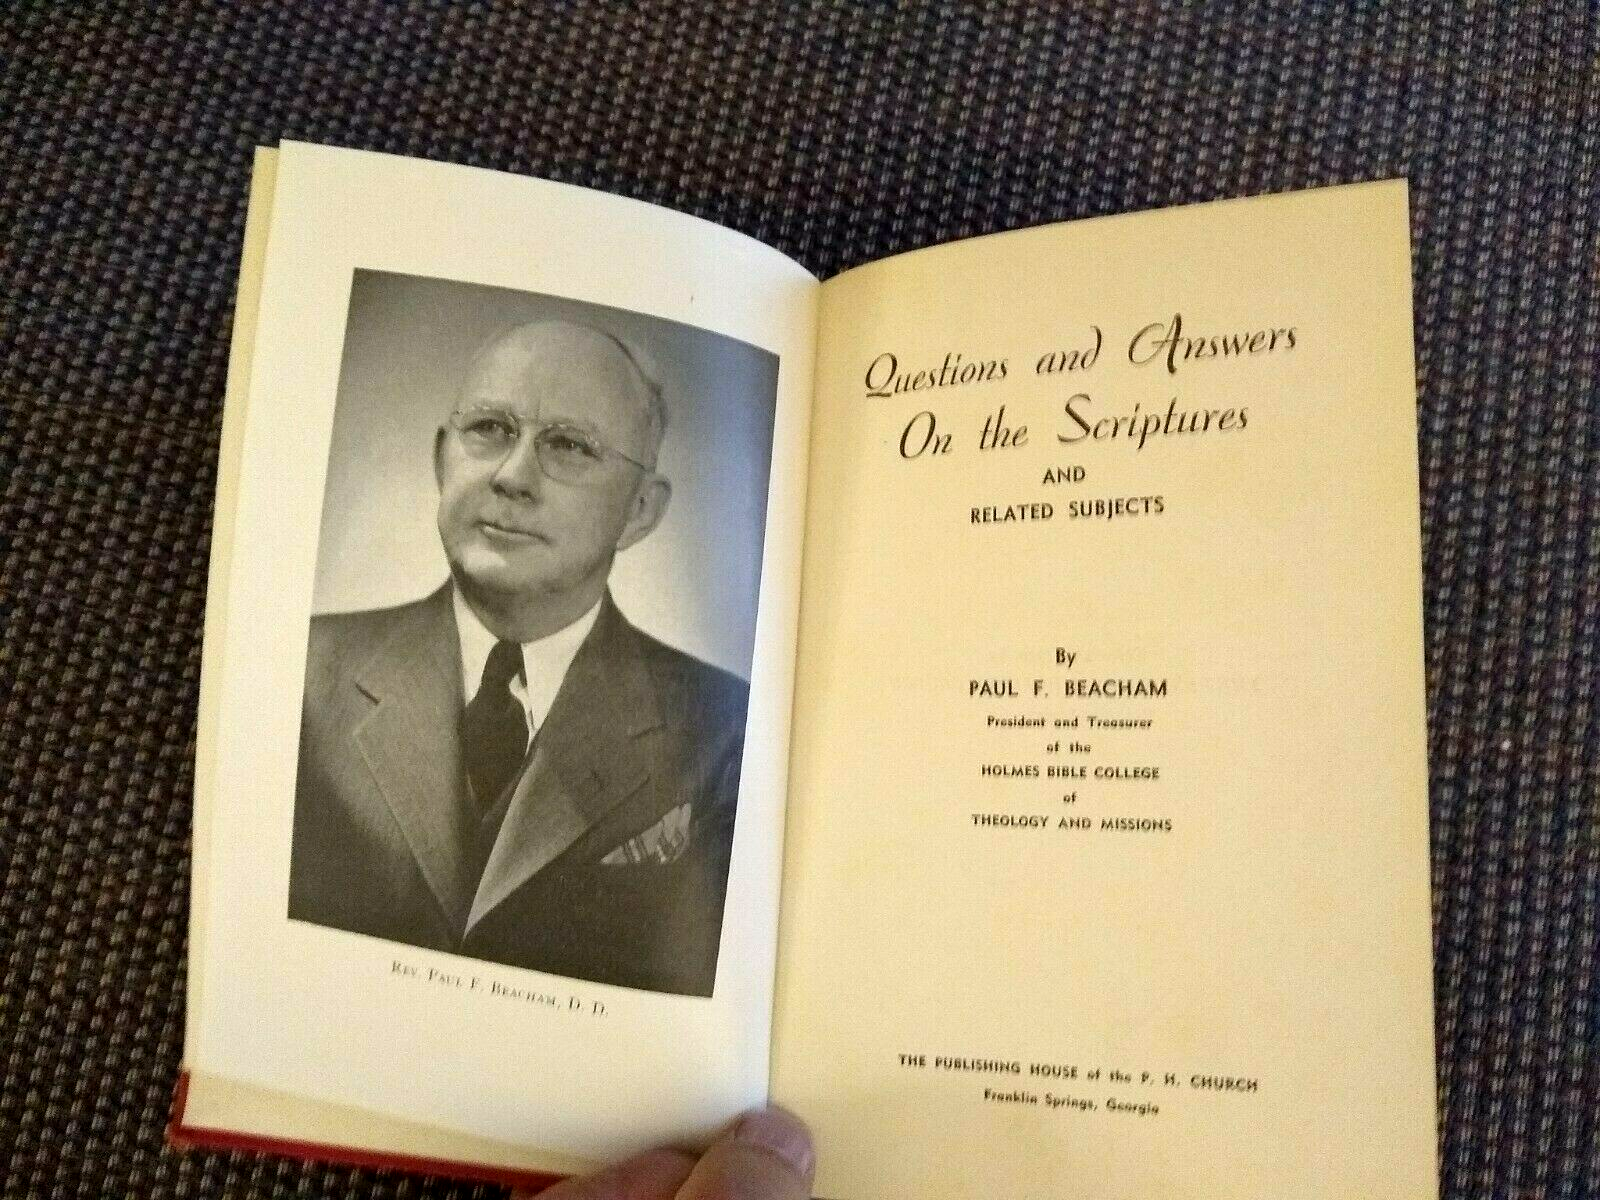 Rev. Paul F. Beacham, D. D.
Questions and Answers
On the Scriptures
AND
RELATED SUBJECTS
By
PAUL F. BEACHAM
President and Treasurer
of the
HOLMES BIBLE COLLEGE
of
THEOLOGY AND MISSIONS
THE PUBLISHING HOUSE of the P. H. CHURCH
Franklin Springs, Georgia